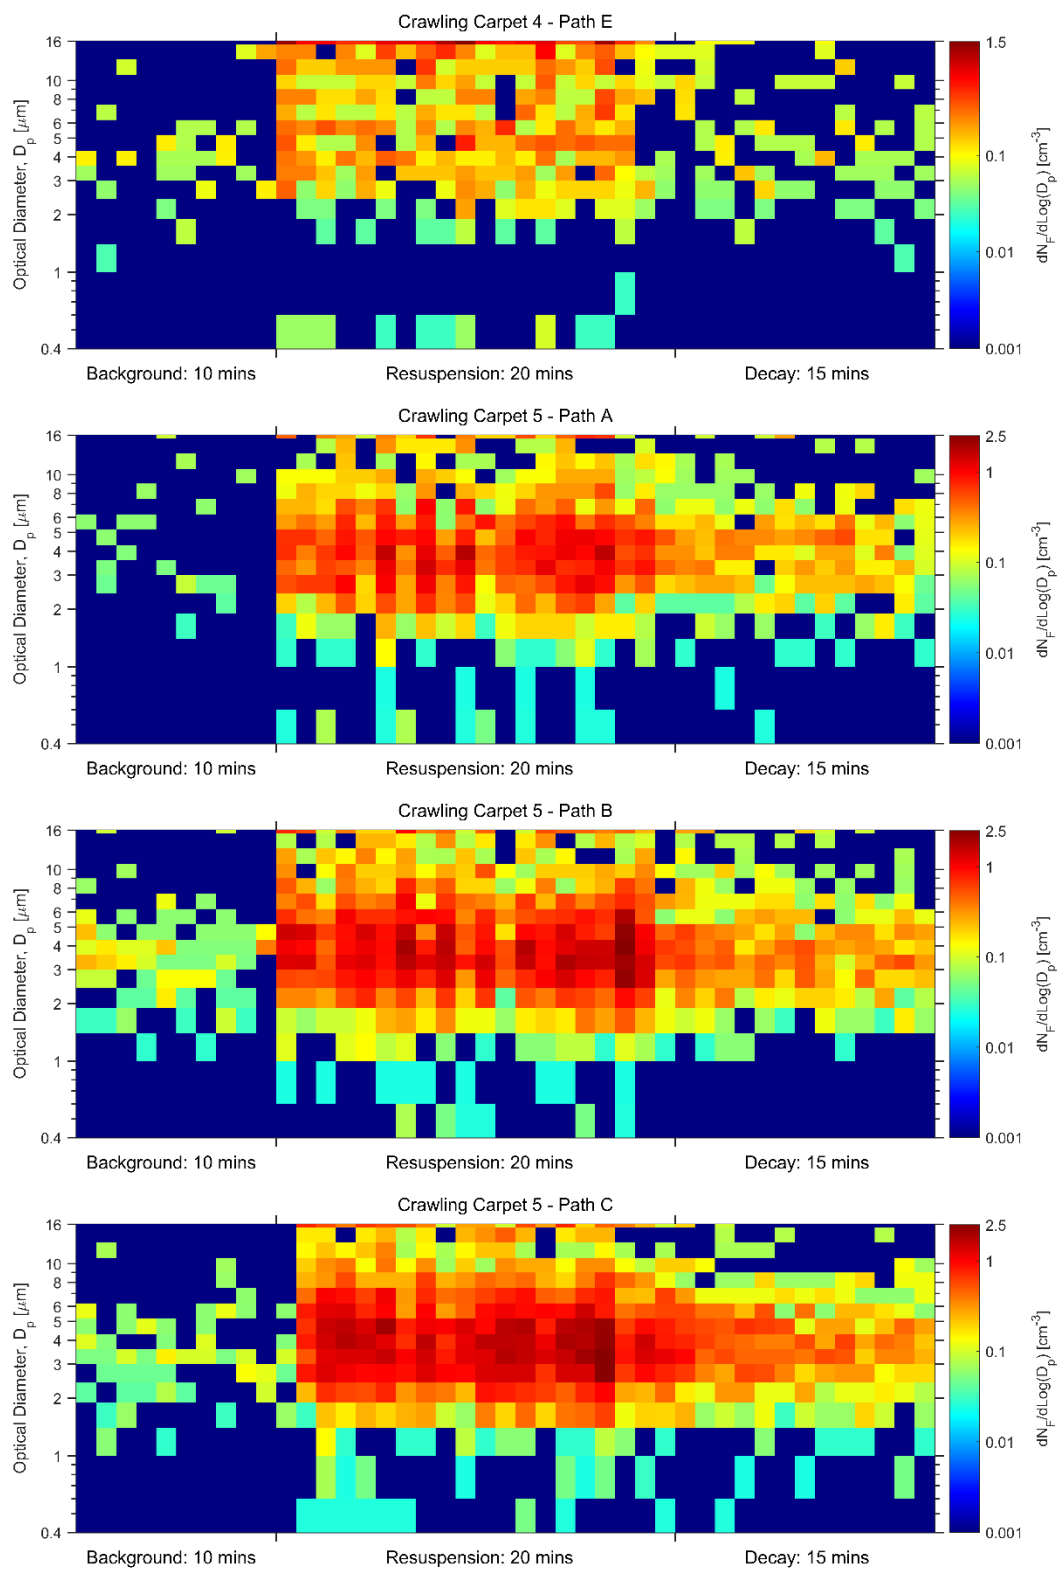 Crawling Carpet 4 - Path E
16
10
8
6
5
4
3
2
1
0.4
Optical Diameter, D_p [μm]
Background: 10 mins
Resuspension: 20 mins
Decay: 15 mins
1.5
0.1
0.01
0.001
dN_F/dLog(D_p) [cm^-3]
Crawling Carpet 5 - Path A
16
10
8
6
5
4
3
2
1
0.4
Optical Diameter, D_p [μm]
Background: 10 mins
Resuspension: 20 mins
Decay: 15 mins
2.5
1
0.1
0.01
0.001
dN_F/dLog(D_p) [cm^-3]
Crawling Carpet 5 - Path B
16
10
8
6
5
4
3
2
1
0.4
Optical Diameter, D_p [μm]
Background: 10 mins
Resuspension: 20 mins
Decay: 15 mins
2.5
1
0.1
0.01
0.001
dN_F/dLog(D_p) [cm^-3]
Crawling Carpet 5 - Path C
16
10
8
6
5
4
3
2
1
0.4
Optical Diameter, D_p [μm]
Background: 10 mins
Resuspension: 20 mins
Decay: 15 mins
2.5
1
0.1
0.01
0.001
dN_F/dLog(D_p) [cm^-3]